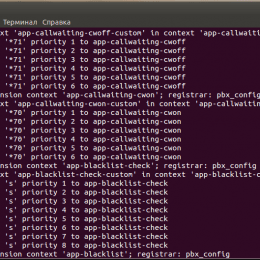 Терминал Справка
xt 'app-callwaiting-cwoff-custom' in context 'app-callwaiti
'*71' priority 1 to app-callwaiting-cwoff
'*71' priority 2 to app-callwaiting-cwoff
'*71' priority 3 to app-callwaiting-cwoff
'*71' priority 4 to app-callwaiting-cwoff
'*71' priority 5 to app-callwaiting-cwoff
'*71' priority 6 to app-callwaiting-cwoff
nsion context 'app-callwaiting-cwon'; registrar: pbx_config
xt 'app-callwaiting-cwon-custom' in context 'app-callwaitin
'*70' priority 1 to app-callwaiting-cwon
'*70' priority 2 to app-callwaiting-cwon
'*70' priority 3 to app-callwaiting-cwon
'*70' priority 4 to app-callwaiting-cwon
'*70' priority 5 to app-callwaiting-cwon
'*70' priority 6 to app-callwaiting-cwon
nsion context 'app-blacklist-check'; registrar: pbx_config
xt 'app-blacklist-check-custom' in context 'app-blacklist-c
's' priority 1 to app-blacklist-check
's' priority 2 to app-blacklist-check
's' priority 3 to app-blacklist-check
's' priority 4 to app-blacklist-check
's' priority 5 to app-blacklist-check
's' priority 6 to app-blacklist-check
's' priority 7 to app-blacklist-check
's' priority 8 to app-blacklist-check
nsion context 'app-blacklist'; registrar: pbx_config